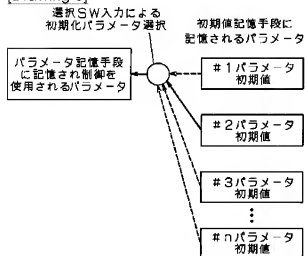 [Drawing 3]
選択SW入力による
初期化パラメータ選択
初期値記憶手段に
記憶されるパラメータ
パラメータ記憶手段
に記憶され制御を
使用されるパラメータ
#1パラメータ
初期値
#2パラメータ
初期値
#3パラメータ
初期値
#nパラメータ
初期値